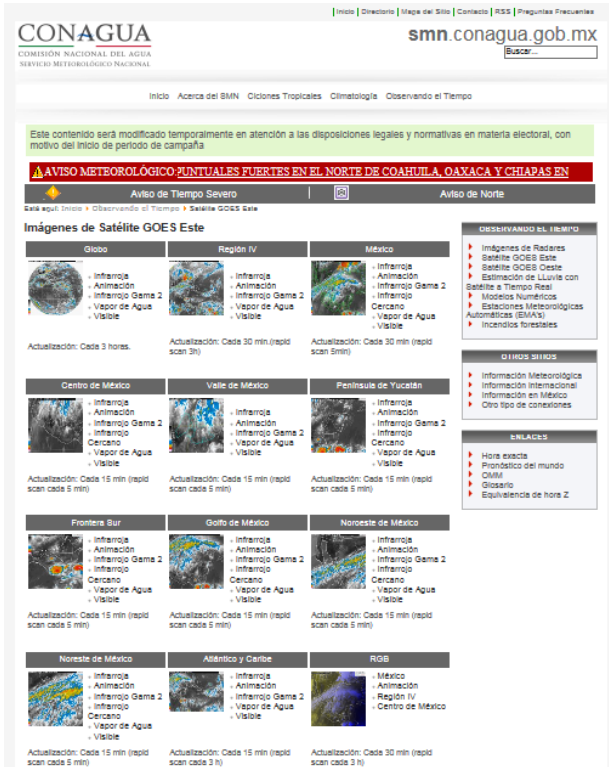 Inicio | Directorio | Mapa del Sitio | Contacto | RSS | Preguntas Frecuentes
CONAGUA
COMISIÓN NACIONAL DEL AGUA
SERVICIO METEOROLÓGICO NACIONAL
smn.conagua.gob.mx
Buscar...
Inicio Acerca del SMN Ciclones Tropicales Climatología Observando el Tiempo
Este contenido será modificado temporalmente en atención a las disposiciones legales y normativas en materia electoral, con
motivo del inicio de periodo de campaña
AVISO METEOROLÓGICO: PUNTUALES FUERTES EN EL NORTE DE COAHUILA, OAXACA Y CHIAPAS EN
Aviso de Tiempo Severo | Aviso de Norte
Está aquí: Inicio Observando el Tiempo Satélite GOES Este
Imágenes de Satélite GOES Este
Globo
Infrarroja
Animación
Infrarrojo Gama 2
Vapor de Agua
Visible
Actualización: Cada 3 horas.
Región IV
Infrarroja
Animación
Infrarrojo Gama 2
Vapor de Agua
Visible
Actualización: Cada 30 min.(rapid
scan 3h)
México
Infrarroja
Animación
Infrarrojo Gama 2
Infrarrojo
Cercano
Vapor de Agua
Visible
Actualización: Cada 30 min (rapid
scan 5min)
Centro de México
Infrarroja
Animación
Infrarrojo Gama 2
Infrarrojo
Cercano
Vapor de Agua
Visible
Actualización: Cada 15 min (rapid
scan cada 5 min)
Valle de México
Infrarroja
Animación
Infrarrojo Gama 2
Vapor de Agua
Visible
Actualización: Cada 15 min (rapid
scan cada 5 min)
Península de Yucatán
Infrarroja
Animación
Infrarrojo Gama 2
Infrarrojo
Cercano
Vapor de Agua
Visible
Actualización: Cada 15 min (rapid
scan cada 5 min)
Frontera Sur
Infrarroja
Animación
Infrarrojo Gama 2
Infrarrojo
Cercano
Vapor de Agua
Visible
Actualización: Cada 15 min (rapid
scan cada 5 min)
Golfo de México
Infrarroja
Animación
Infrarrojo Gama 2
Infrarrojo
Cercano
Vapor de Agua
Visible
Actualización: Cada 15 min (rapid
scan cada 5 min)
Noroeste de México
Infrarroja
Animación
Infrarrojo Gama 2
Infrarrojo
Cercano
Vapor de Agua
Visible
Actualización: Cada 15 min (rapid
scan cada 5 min)
Noreste de México
Infrarroja
Animación
Infrarrojo Gama 2
Infrarrojo
Cercano
Vapor de Agua
Visible
Actualización: Cada 15 min (rapid
scan cada 5 min)
Atlántico y Caribe
Infrarroja
Animación
Infrarrojo Gama 2
Vapor de Agua
Visible
Actualización: Cada 15 min (rapid
scan cada 3 h)
RGB
México
Animación
Región IV
Centro de México
Actualización: Cada 30 min (rapid
scan cada 3 h)
OBSERVANDO EL TIEMPO
Imágenes de Radares
Satélite GOES Este
Satélite GOES Oeste
Estimación de LLuvia con
Satélite a Tiempo Real
Modelos Numéricos
Estaciones Meteorológicas
Automáticas (EMA's)
Incendios forestales
OTROS SITIOS
Información Meteorológica
Información Internacional
Información en México
Otro tipo de conexiones
ENLACES
Hora exacta
Pronóstico del mundo
OMM
Glosario
Equivalencia de hora Z